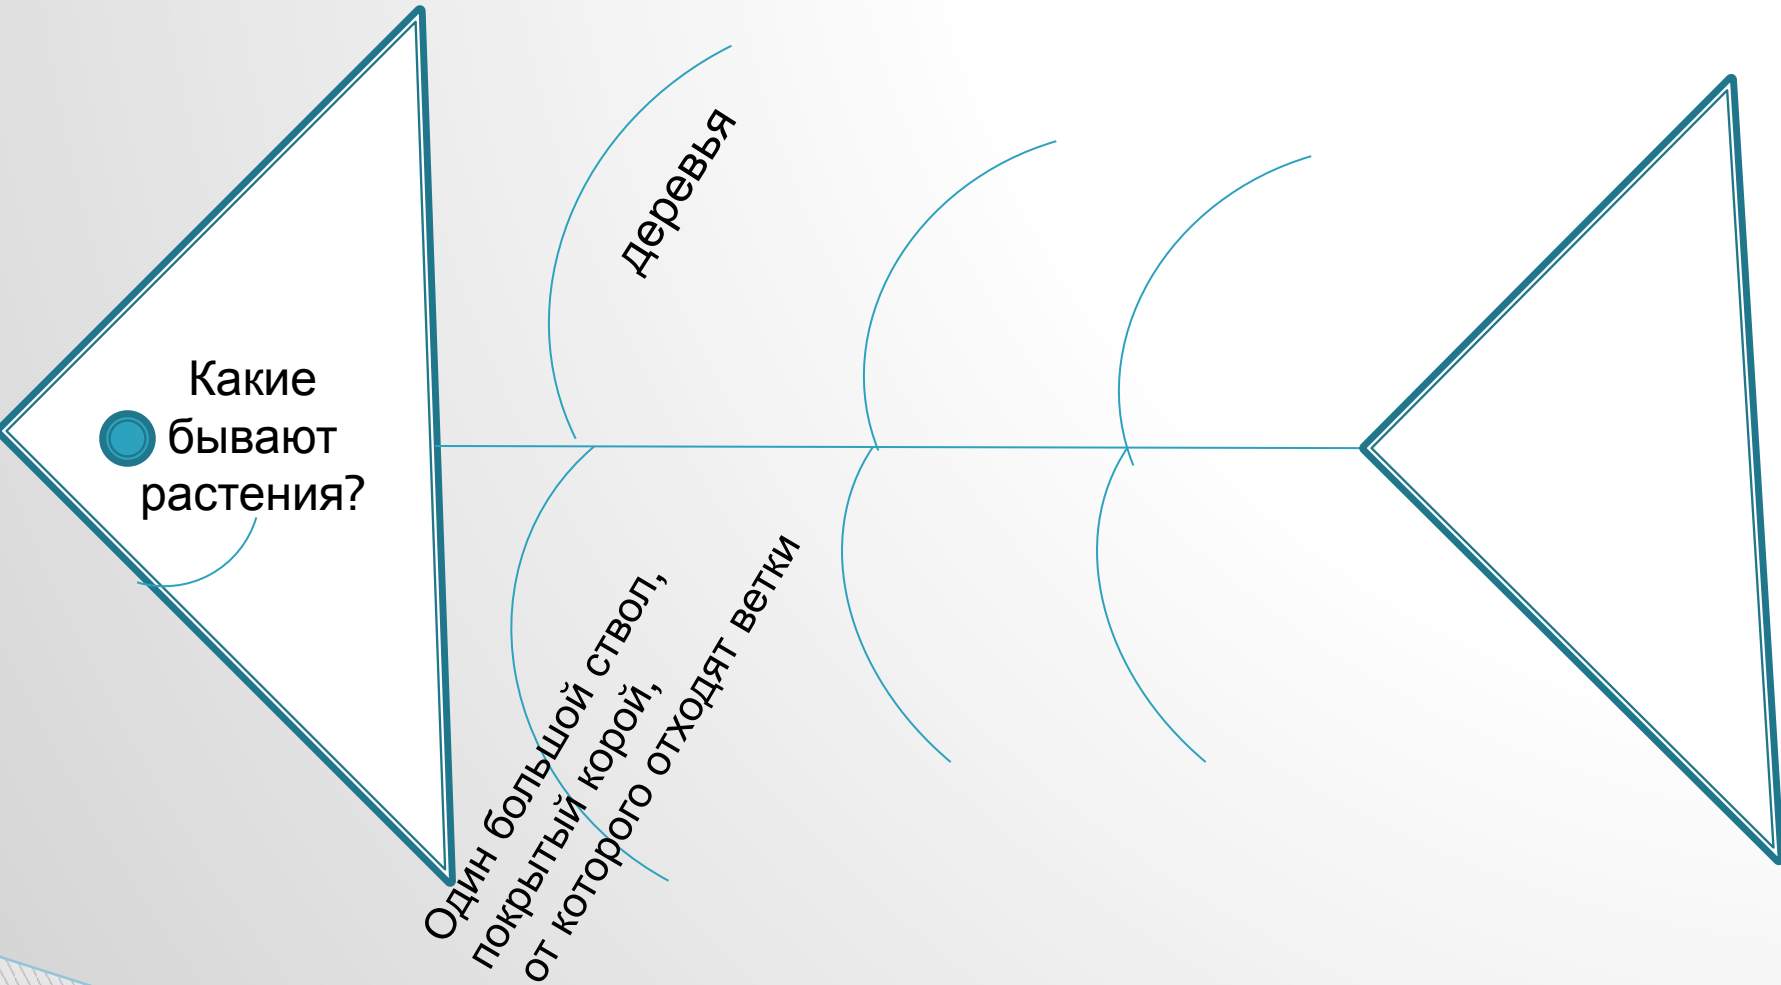 Какие
бывают
растения?
деревья
Один большой ствол,
покрытый корой,
от которого отходят ветки